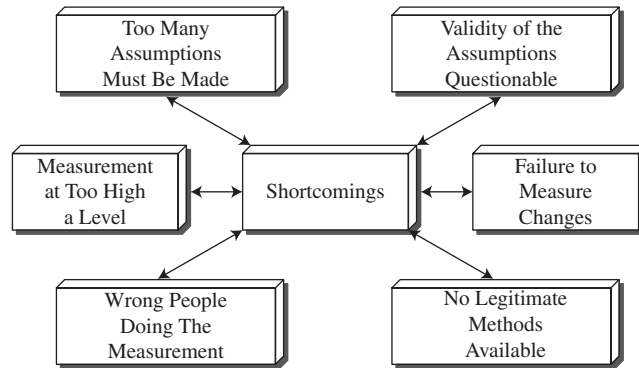 Too Many
Assumptions
Must Be Made
Validity of the
Assumptions
Questionable
Measurement
at Too High
a Level
Shortcomings
Failure to
Measure
Changes
Wrong People
Doing The
Measurement
No Legitimate
Methods
Available